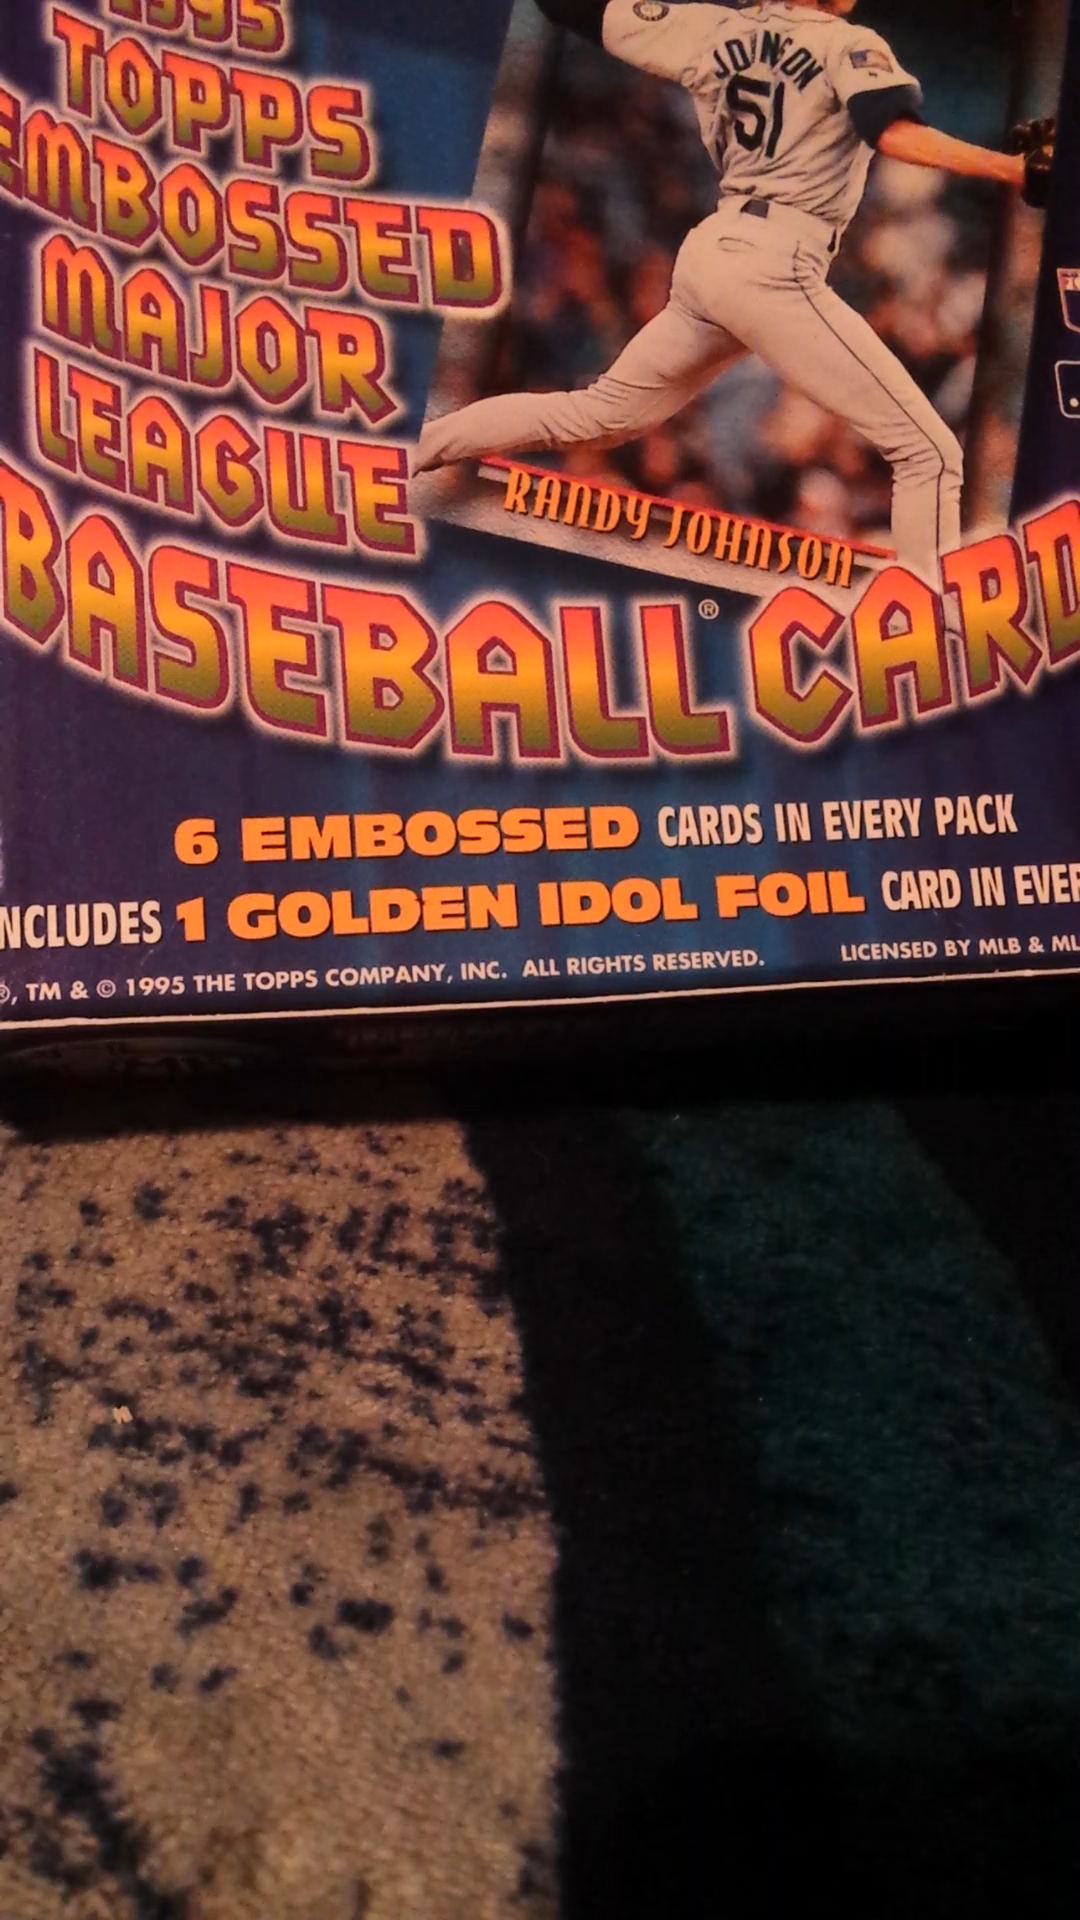 1995
TOPPS
EMBOSSED
MAJOR
LEAGUE
BASEBALL® CARD
JOHNSON
51
RANDY JOHNSON
6 EMBOSSED CARDS IN EVERY PACK
NCLUDES 1 GOLDEN IDOL FOIL CARD IN EVER
®, TM & © 1995 THE TOPPS COMPANY, INC. ALL RIGHTS RESERVED. LICENSED BY MLB & ML